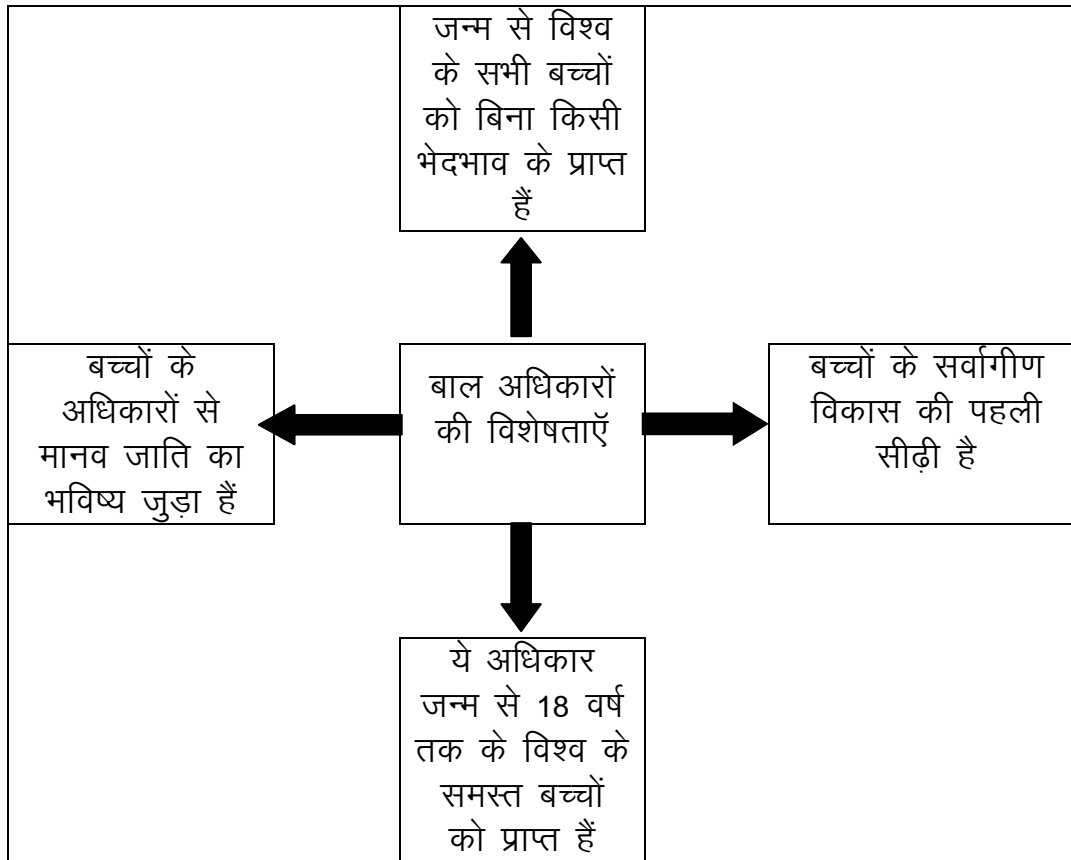 जन्म से विश्व
के सभी बच्चों
को बिना किसी
भेदभाव के प्राप्त
हैं
बच्चों के
अधिकारों से
मानव जाति का
भविष्य जुड़ा हैं
बाल अधिकारों
की विशेषताऍ
बच्चों के सर्वागीण
विकास की पहली
सीढ़ी है
ये अधिकार
जन्म से 18 वर्ष
तक के विश्व के
समस्त बच्चों
को प्राप्त हैं